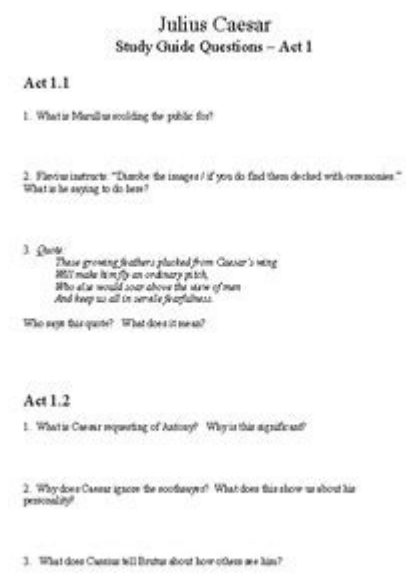 Julius Caesar
Study Guide Questions – Act 1
Act 1.1
1. What is Marullus scolding the public for?
2. Flavius instructs: "Disrobe the images / if you do find them decked with ceremonies."
What is he saying to do here?
3. Quote:
These growing feathers plucked from Caesar's wing
Will make him fly an ordinary pitch,
Who else would soar above the view of men
And keep us all in servile fearfulness.
Who says this quote? What does it mean?
Act 1.2
1. What is Caesar requesting of Antony? Why is this significant?
2. Why does Caesar ignore the soothsayer? What does this show us about his
personality?
3. What does Cassius tell Brutus about how others see him?